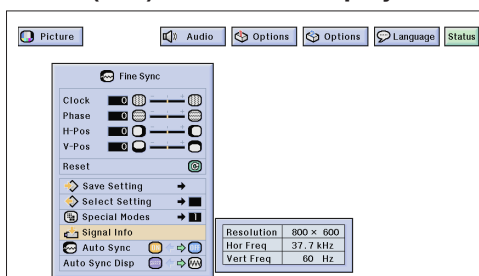 Picture Audio Options Options Language Status
Fine Sync
Clock 0
Phase 0
H-Pos 0
V-Pos 0
Reset
Save Setting
Select Setting
Special Modes 1
Signal Info
Auto Sync
Auto Sync Disp
Resolution 800 × 600
Hor Freq 37.7 kHz
Vert Freq 60 Hz